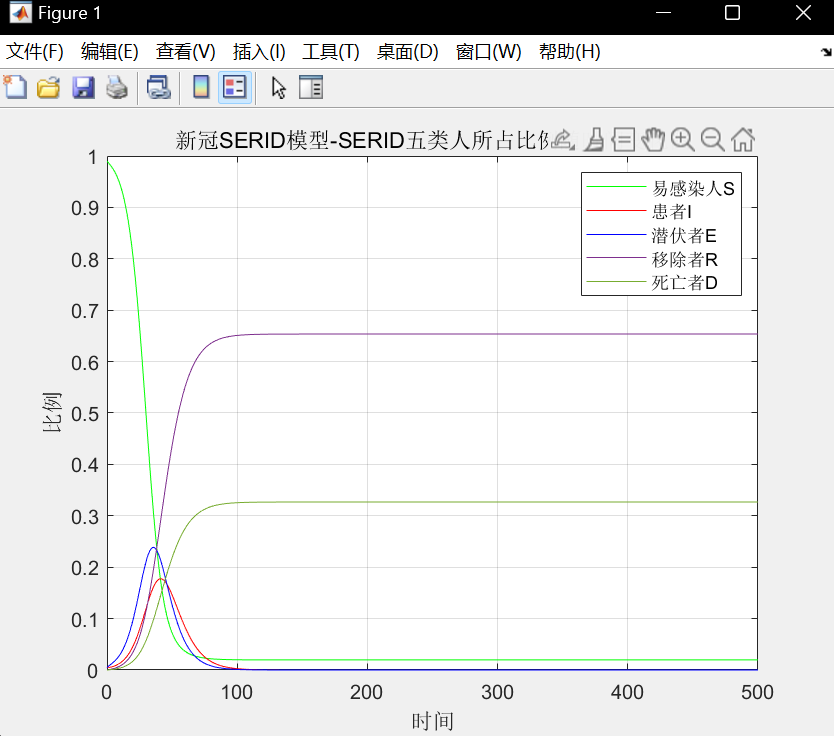 Figure 1
文件(F) 编辑(E) 查看(V) 插入(I) 工具(T) 桌面(D) 窗口(W) 帮助(H)
新冠SERID模型-SERID五类人所占比例
1
0.9
0.8
0.7
0.6
0.5
0.4
0.3
0.2
0.1
0
比例
易感染人S
患者I
潜伏者E
移除者R
死亡者D
0 100 200 300 400 500
时间